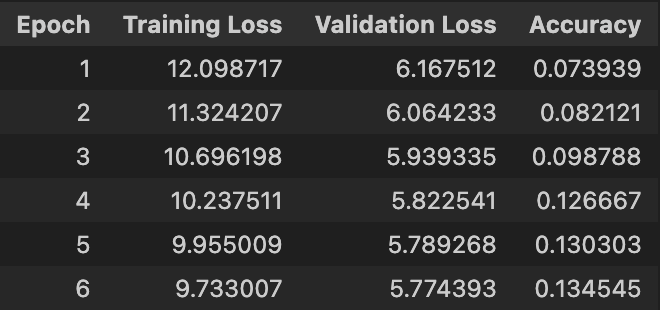 Epoch Training Loss Validation Loss Accuracy
1 12.098717 6.167512 0.073939
2 11.324207 6.064233 0.082121
3 10.696198 5.939335 0.098788
4 10.237511 5.822541 0.126667
5 9.955009 5.789268 0.130303
6 9.733007 5.774393 0.134545